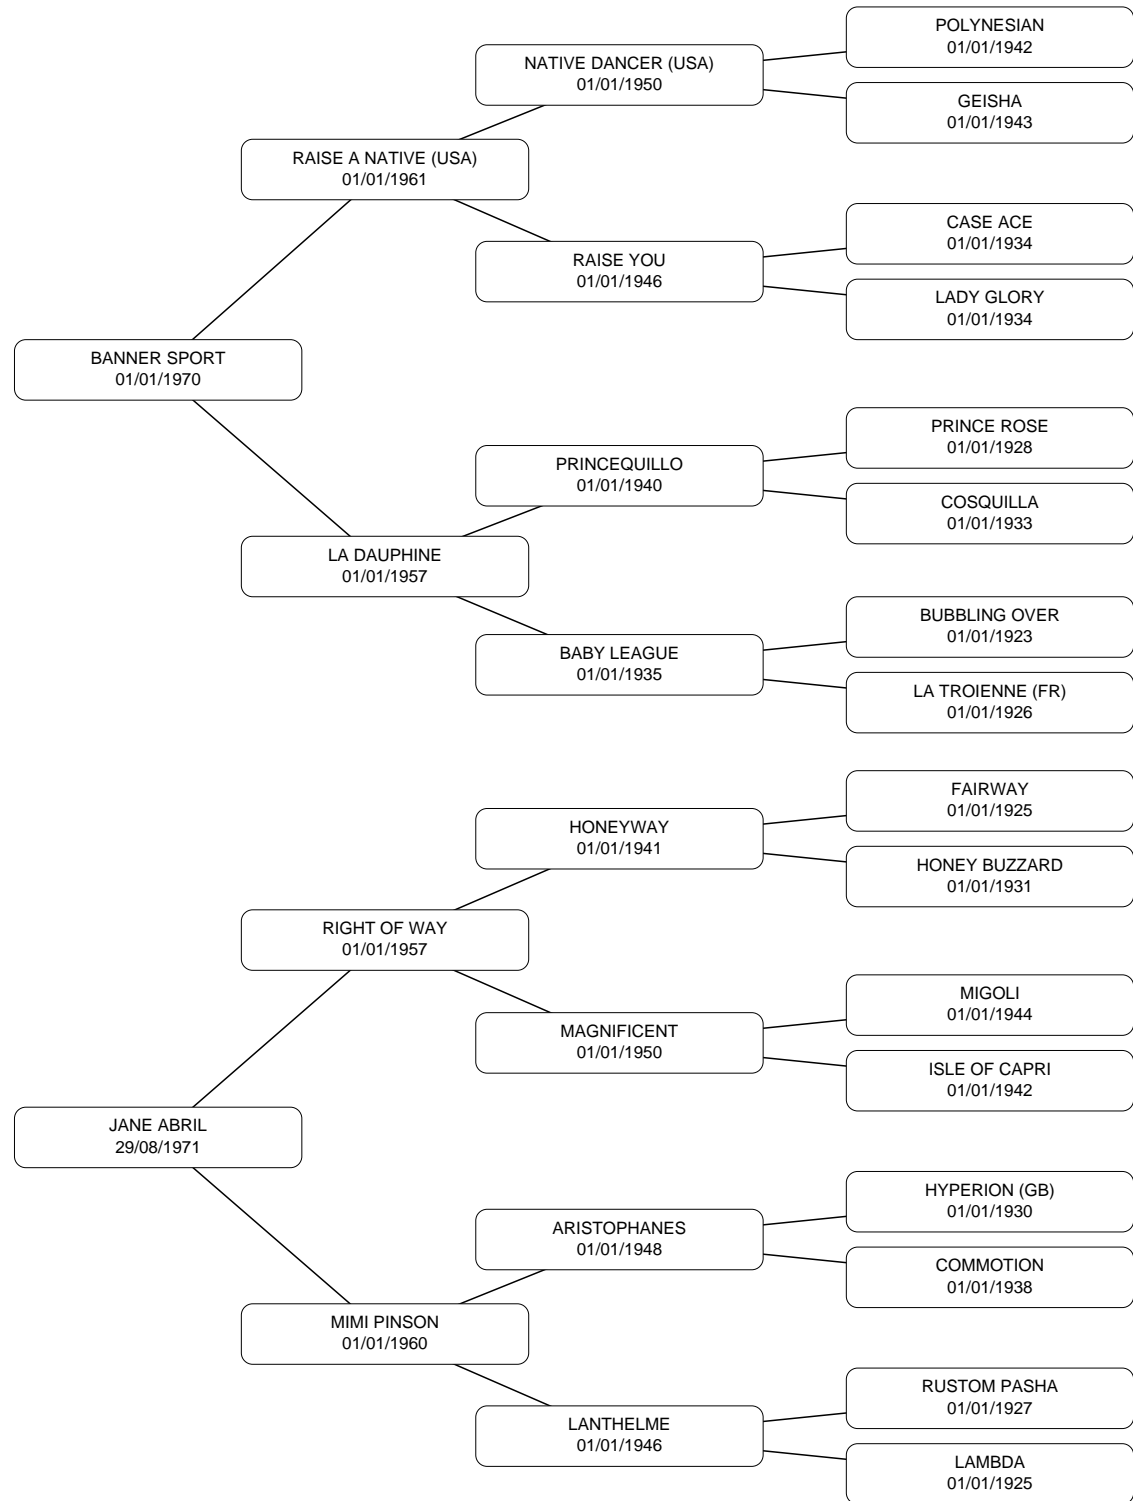 POLYNESIAN
01/01/1942
NATIVE DANCER (USA)
01/01/1950
GEISHA
01/01/1943
RAISE A NATIVE (USA)
01/01/1961
CASE ACE
01/01/1934
RAISE YOU
01/01/1946
LADY GLORY
01/01/1934
BANNER SPORT
01/01/1970
PRINCE ROSE
01/01/1928
PRINCEQUILLO
01/01/1940
COSQUILLA
01/01/1933
LA DAUPHINE
01/01/1957
BUBBLING OVER
01/01/1923
BABY LEAGUE
01/01/1935
LA TROIENNE (FR)
01/01/1926
FAIRWAY
01/01/1925
HONEYWAY
01/01/1941
HONEY BUZZARD
01/01/1931
RIGHT OF WAY
01/01/1957
MIGOLI
01/01/1944
MAGNIFICENT
01/01/1950
ISLE OF CAPRI
01/01/1942
JANE ABRIL
29/08/1971
HYPERION (GB)
01/01/1930
ARISTOPHANES
01/01/1948
COMMOTION
01/01/1938
MIMI PINSON
01/01/1960
RUSTOM PASHA
01/01/1927
LANTHELME
01/01/1946
LAMBDA
01/01/1925